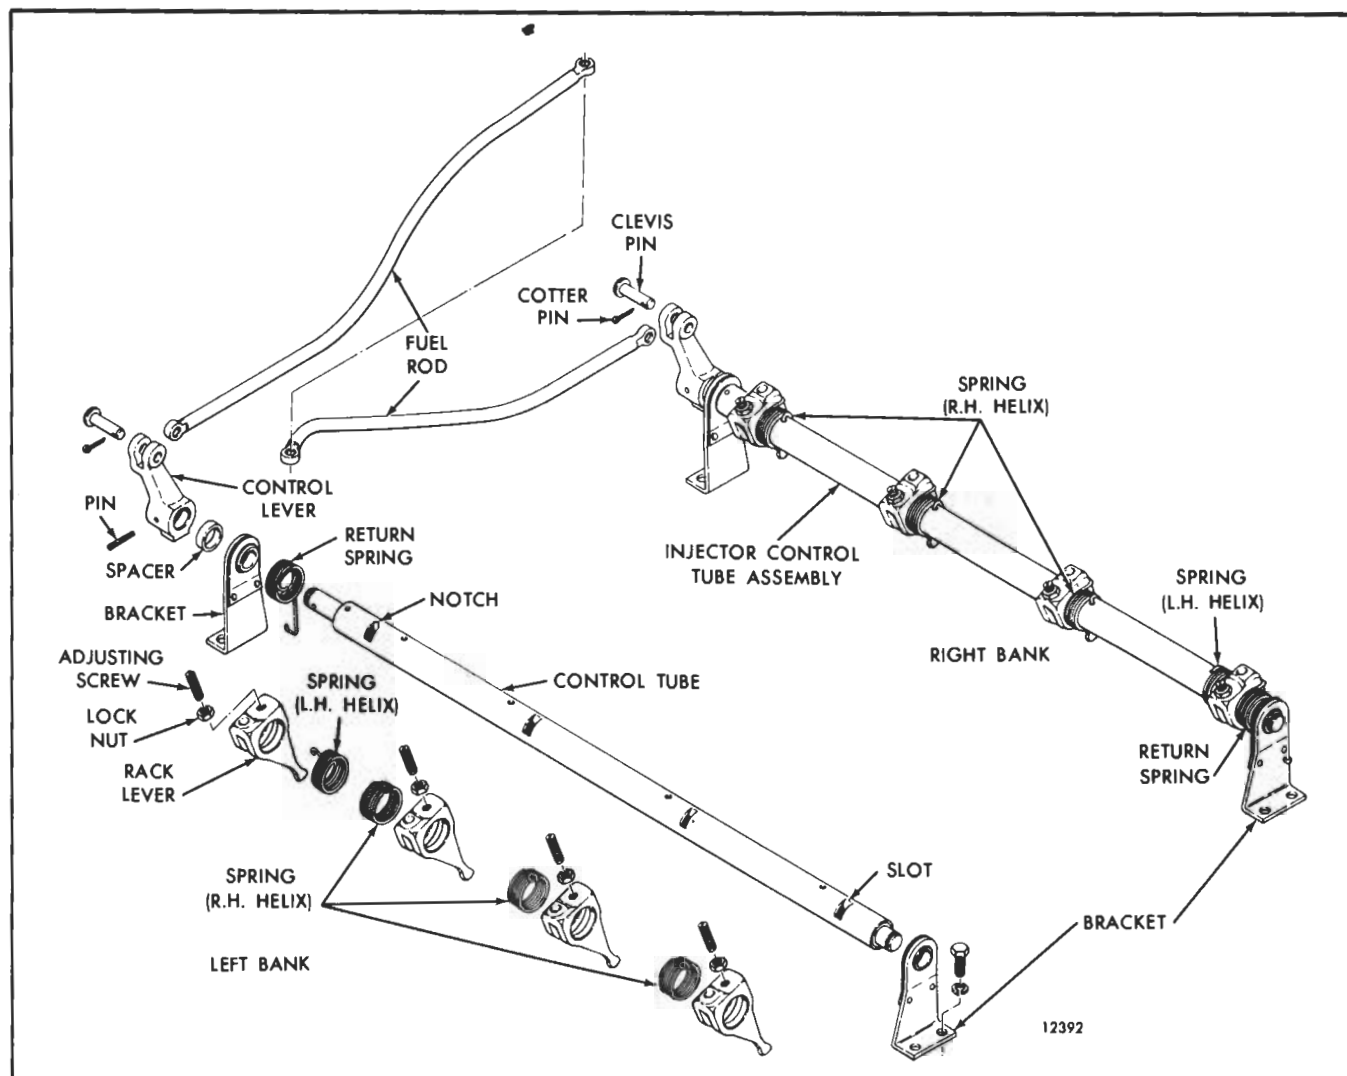 CLEVIS
PIN
COTTER
PIN
FUEL
ROD
SPRING
(R.H. HELIX)
CONTROL
LEVER
PIN
RETURN
SPRING
INJECTOR CONTROL
TUBE ASSEMBLY
SPACER
SPRING
(L.H. HELIX)
BRACKET
NOTCH
RIGHT BANK
ADJUSTING
SCREW
SPRING
(L.H. HELIX)
CONTROL TUBE
LOCK
NUT
RETURN
SPRING
RACK
LEVER
SPRING
(R.H. HELIX)
SLOT
BRACKET
LEFT BANK
12392